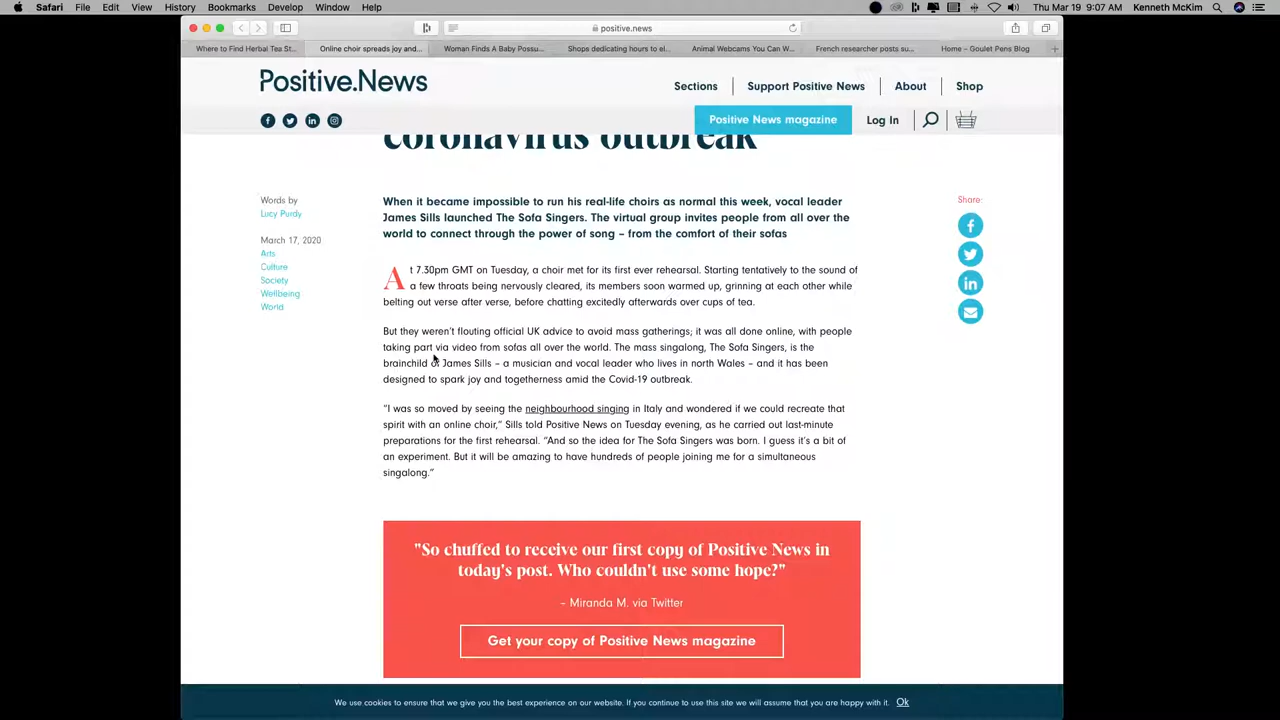 Safari File Edit View History Bookmarks Develop Window Help
Thu Mar 19 9:07 AM Kenneth McKim
positive.news
Where to Find Herbal Tea St...
Online choir spreads joy and...
Woman Finds A Baby Possu...
Shops dedicating hours to el...
Animal Webcams You Can W...
French researcher posts su...
Home – Goulet Pens Blog
Positive.News
Sections
Support Positive News
About
Shop
Positive News magazine
Log In
coronavirus outbreak
Words by
Lucy Purdy
March 17, 2020
Arts
Culture
Society
Wellbeing
World
When it became impossible to run his real-life choirs as normal this week, vocal leader
James Sills launched The Sofa Singers. The virtual group invites people from all over the
world to connect through the power of song – from the comfort of their sofas
At 7.30pm GMT on Tuesday, a choir met for its first ever rehearsal. Starting tentatively to the sound of
a few throats being nervously cleared, its members soon warmed up, grinning at each other while
belting out verse after verse, before chatting excitedly afterwards over cups of tea.
But they weren't flouting official UK advice to avoid mass gatherings; it was all done online, with people
taking part via video from sofas all over the world. The mass singalong, The Sofa Singers, is the
brainchild of James Sills – a musician and vocal leader who lives in north Wales – and it has been
designed to spark joy and togetherness amid the Covid-19 outbreak.
"I was so moved by seeing the neighbourhood singing in Italy and wondered if we could recreate that
spirit with an online choir," Sills told Positive News on Tuesday evening, as he carried out last-minute
preparations for the first rehearsal. "And so the idea for The Sofa Singers was born. I guess it's a bit of
an experiment. But it will be amazing to have hundreds of people joining me for a simultaneous
singalong."
Share:
"So chuffed to receive our first copy of Positive News in
today's post. Who couldn't use some hope?"
– Miranda M. via Twitter
Get your copy of Positive News magazine
We use cookies to ensure that we give you the best experience on our website. If you continue to use this site we will assume that you are happy with it. Ok